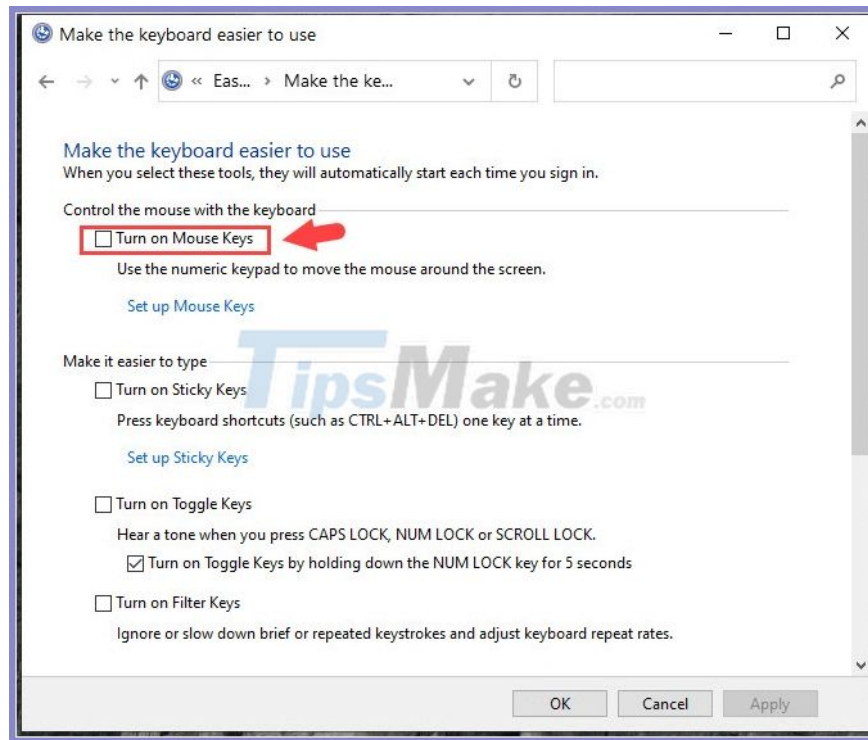 Make the keyboard easier to use
« Eas... › Make the ke...
Make the keyboard easier to use
When you select these tools, they will automatically start each time you sign in.
Control the mouse with the keyboard
Turn on Mouse Keys
Use the numeric keypad to move the mouse around the screen.
Set up Mouse Keys
Make it easier to type
TipsMake.com
Turn on Sticky Keys
Press keyboard shortcuts (such as CTRL+ALT+DEL) one key at a time.
Set up Sticky Keys
Turn on Toggle Keys
Hear a tone when you press CAPS LOCK, NUM LOCK or SCROLL LOCK.
Turn on Toggle Keys by holding down the NUM LOCK key for 5 seconds
Turn on Filter Keys
Ignore or slow down brief or repeated keystrokes and adjust keyboard repeat rates.
OK Cancel Apply